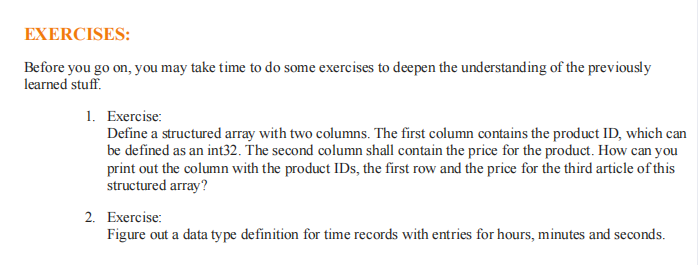 EXERCISES:
Before you go on, you may take time to do some exercises to deepen the understanding of the previously
learned stuff.
1. Exercise:
Define a structured array with two columns. The first column contains the product ID, which can
be defined as an int32. The second column shall contain the price for the product. How can you
print out the column with the product IDs, the first row and the price for the third article of this
structured array?
2. Exercise:
Figure out a data type definition for time records with entries for hours, minutes and seconds.